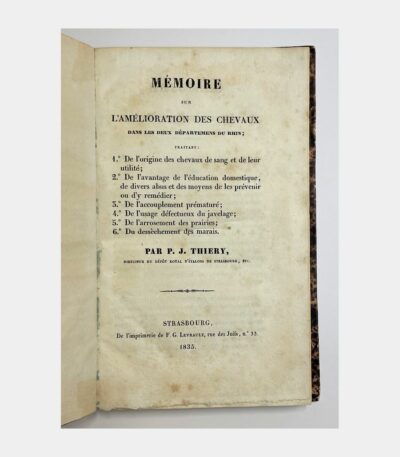 MÉMOIRE
SUR
L'AMÉLIORATION DES CHEVAUX
DANS LES DEUX DÉPARTEMENS DU RHIN;
TRAITANT:
1.° De l'origine des chevaux de sang et de leur
utilité;
2.° De l'avantage de l'éducation domestique,
de divers abus et des moyens de les prévenir
ou d'y remédier;
3.° De l'accouplement prématuré;
4.° De l'usage défectueux du javelage;
5.° De l'arrosement des prairies;
6.° Du desséchement des marais.
PAR P. J. THIERY,
DIRECTEUR DU DÉPÔT ROYAL D'ÉTALONS DE STRASBOURG, ETC.
STRASBOURG,
De l'imprimerie de F. G. LEVRAULT, rue des Juifs, n.° 33.
1835.